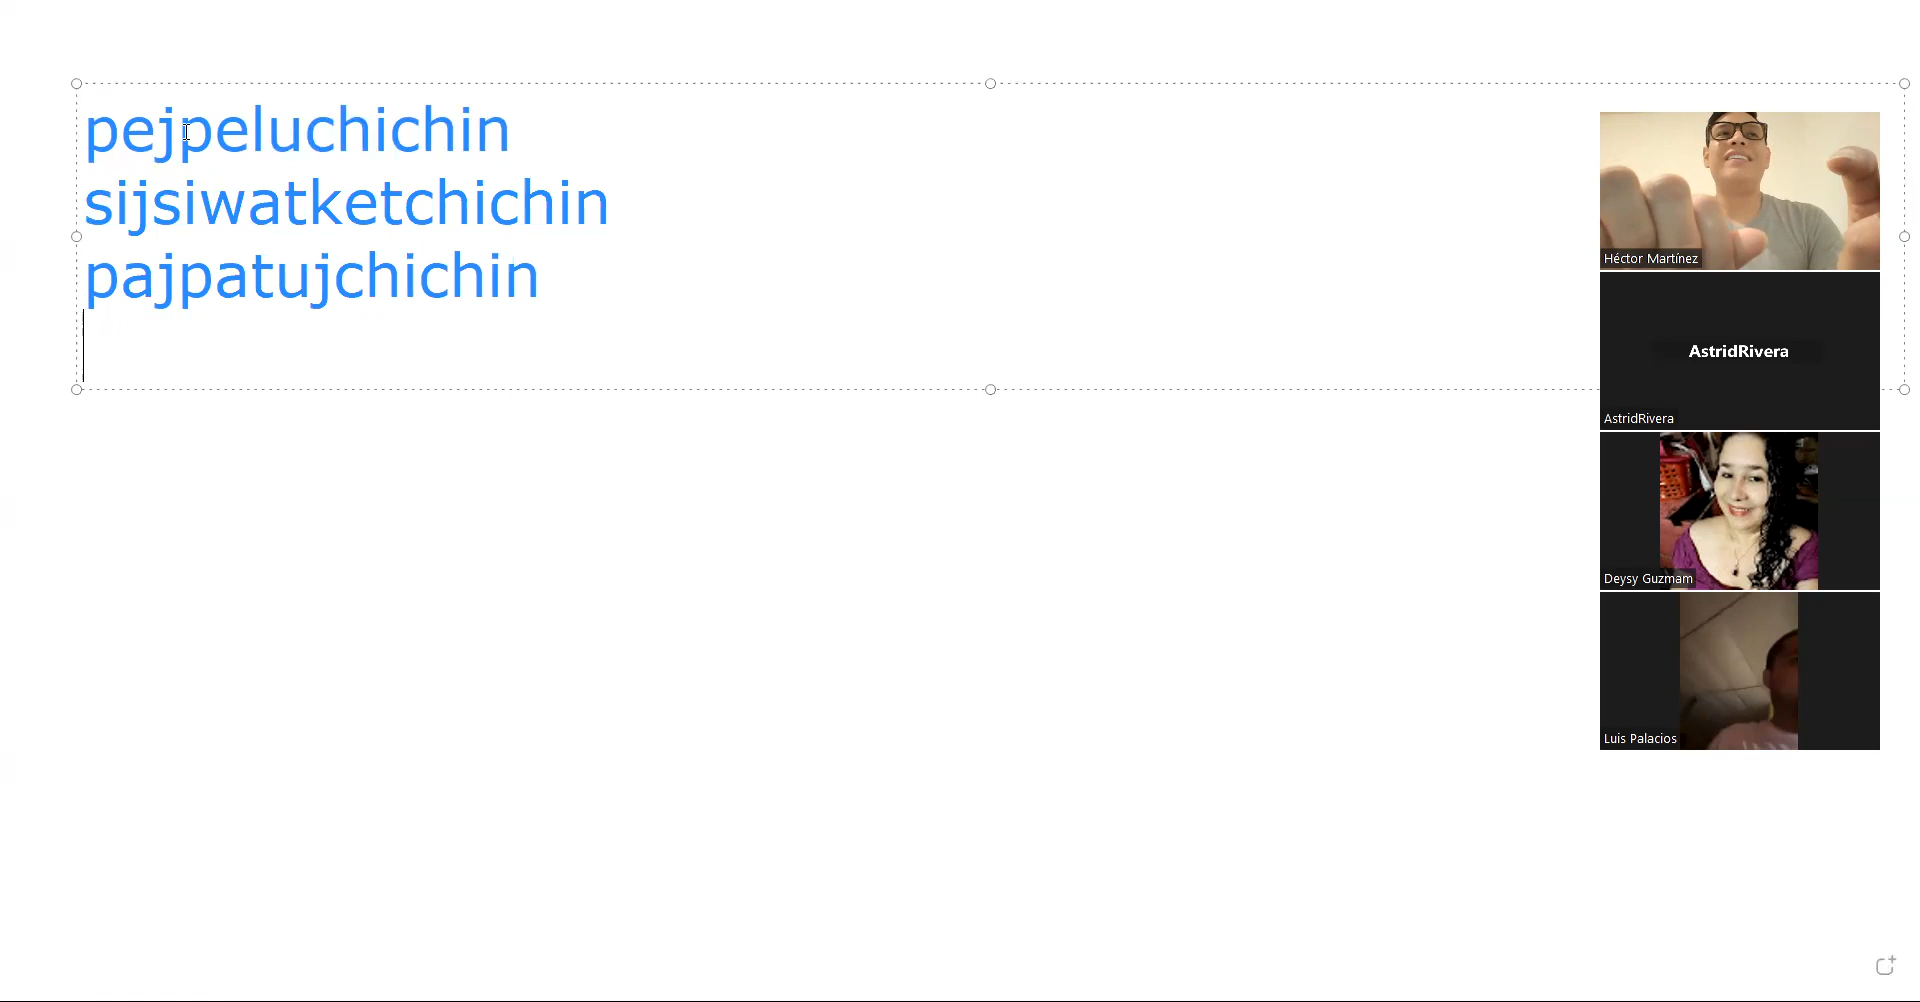 pejpeluchichin
sijsiwatketchichin
pajpatujchichin
Héctor Martínez
AstridRivera
AstridRivera
Deysy Guzmam
Luis Palacios